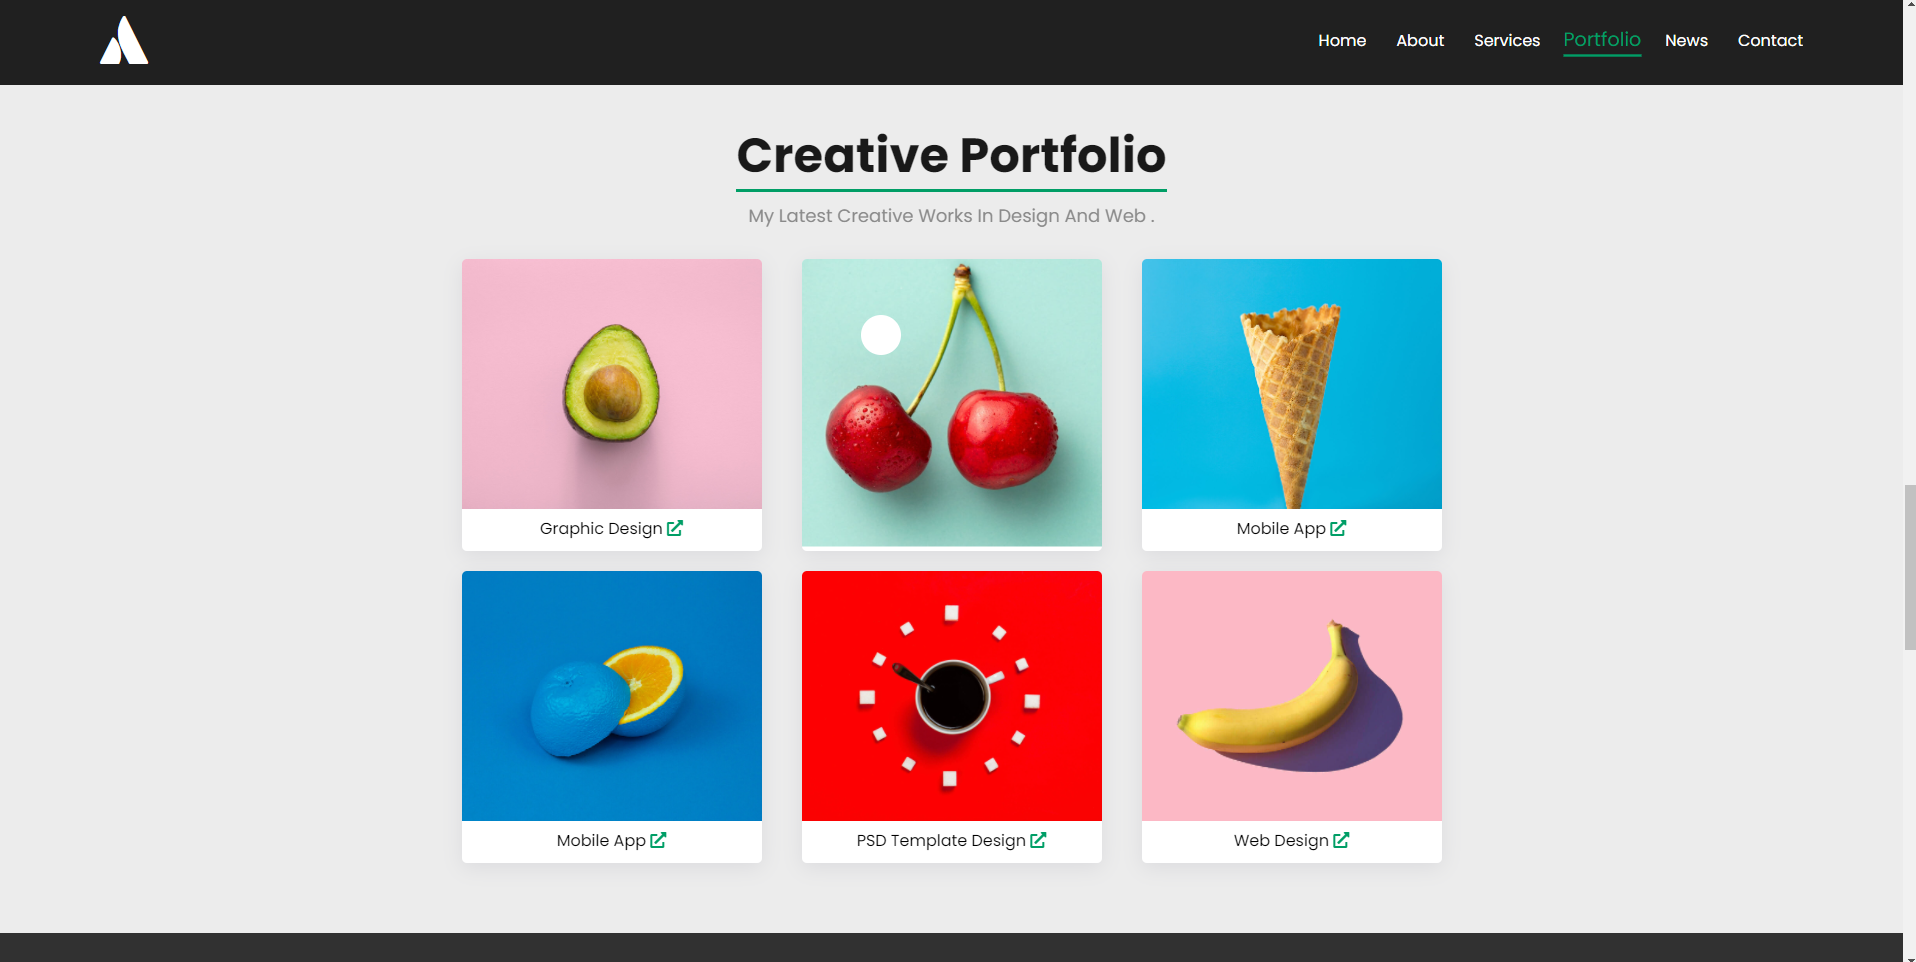 Home About Services Portfolio News Contact
Creative Portfolio
My Latest Creative Works In Design And Web .
Graphic Design
Mobile App
Mobile App
PSD Template Design
Web Design